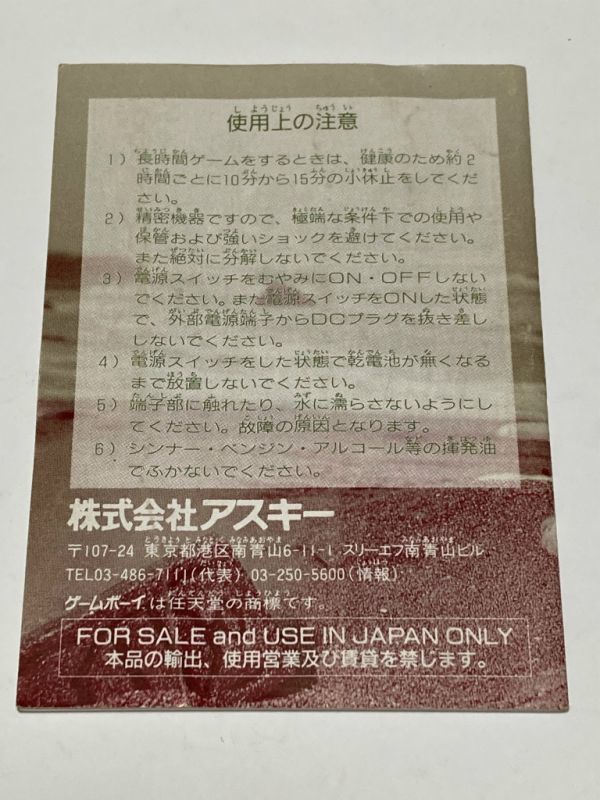 使用上の注意
1）長時間ゲームをするときは、健康のため約2
時間ごとに10分から15分の小休止をしてくだ
さい。
2）精密機器ですので、極端な条件下での使用や
保管および強いショックを避けてください。
また絶対に分解しないでください。
3）電源スイッチをむやみにON・OFFしない
でください。また電源スイッチをONした状態
で、外部電源端子からDCプラグを抜き差し
しないでください。
4）電源スイッチをした状態で乾電池が無くなる
まで放置しないでください。
5）端子部に触れたり、水に濡らさないようにし
てください。故障の原因となります。
6）シンナー・ベンジン・アルコール等の揮発油
でふかないでください。
株式会社アスキー
〒107-24 東京都港区南青山6-11-1 スリーエフ南青山ビル
TEL03-486-7111(代表) 03-250-5600(情報)
ゲームボーイは任天堂の商標です。
FOR SALE and USE IN JAPAN ONLY
本品の輸出、使用営業及び賃貸を禁じます。